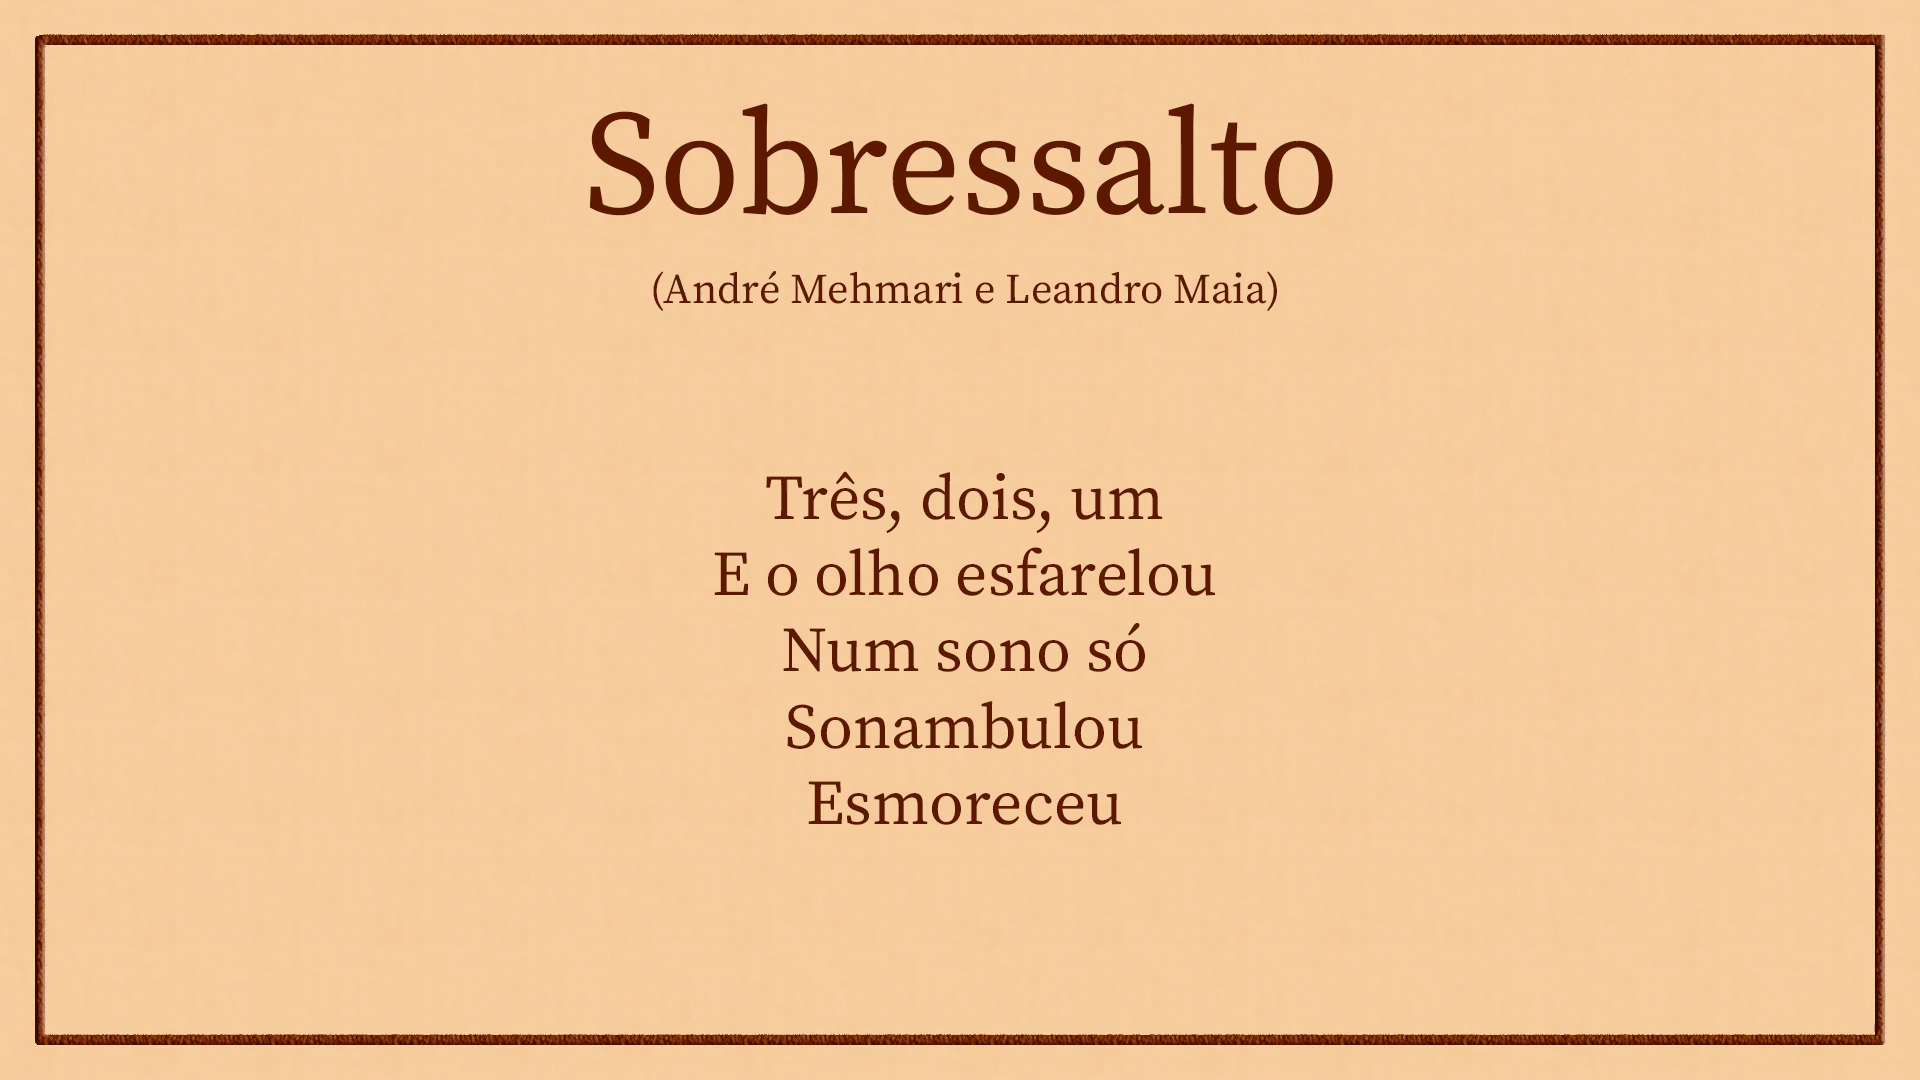 Sobressalto
(André Mehmari e Leandro Maia)
Três, dois, um
E o olho esfarelou
Num sono só
Sonambulou
Esmoreceu